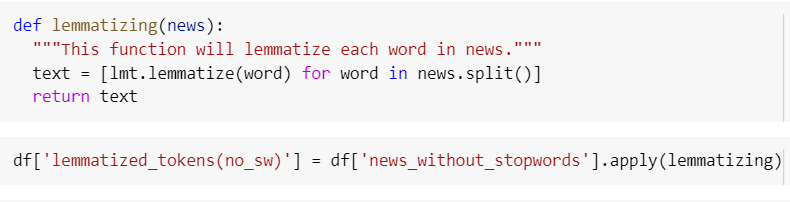 def lemmatizing(news):
  """This function will lemmatize each word in news."""
  text = [lmt.lemmatize(word) for word in news.split()]
  return text
df['lemmatized_tokens(no_sw)'] = df['news_without_stopwords'].apply(lemmatizing)